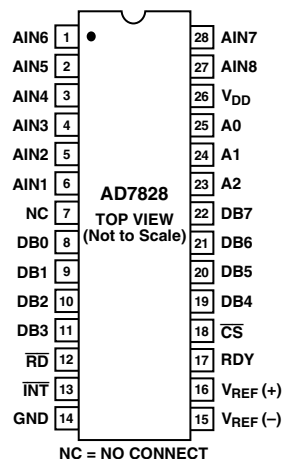 AIN6 1 28 AIN7
AIN5 2 27 AIN8
AIN4 3 26 VDD
AIN3 4 25 A0
AIN2 5 24 A1
AIN1 6 23 A2
NC 7 22 DB7
DB0 8 21 DB6
DB1 9 20 DB5
DB2 10 19 DB4
DB3 11 18 C̅S̅
R̅D̅ 12 17 RDY
I̅N̅T̅ 13 16 VREF (+)
GND 14 15 VREF (–)
AD7828
TOP VIEW
(Not to Scale)
NC = NO CONNECT